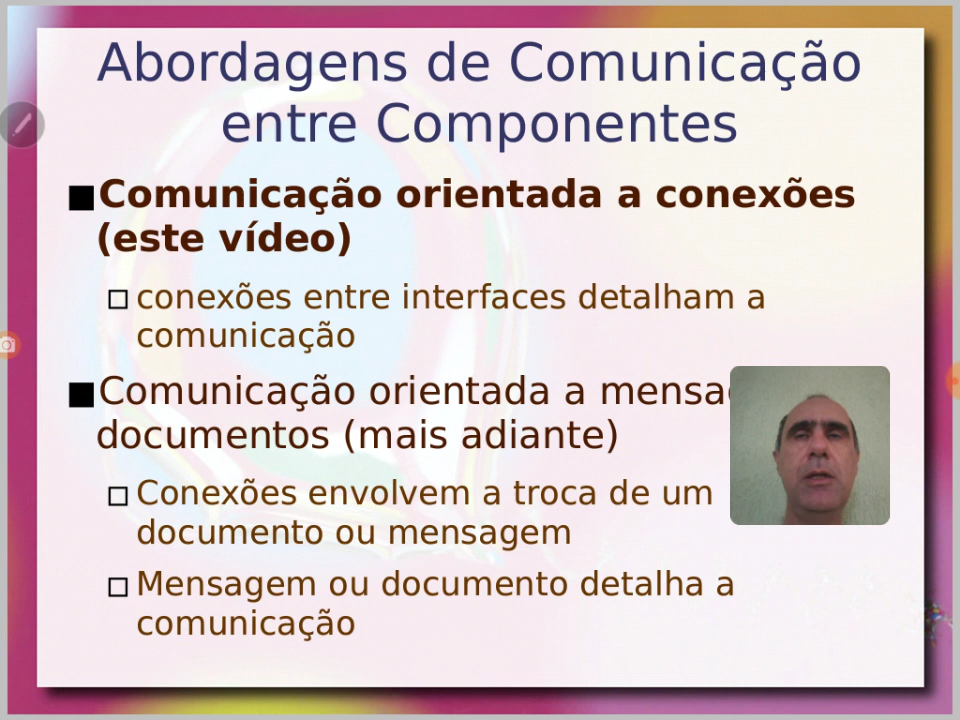 Abordagens de Comunicação
entre Componentes
Comunicação orientada a conexões
(este vídeo)
conexões entre interfaces detalham a
comunicação
Comunicação orientada a
documentos (mais adiante)
Conexões envolvem a troca de um
documento ou mensagem
Mensagem ou documento detalha a
comunicação